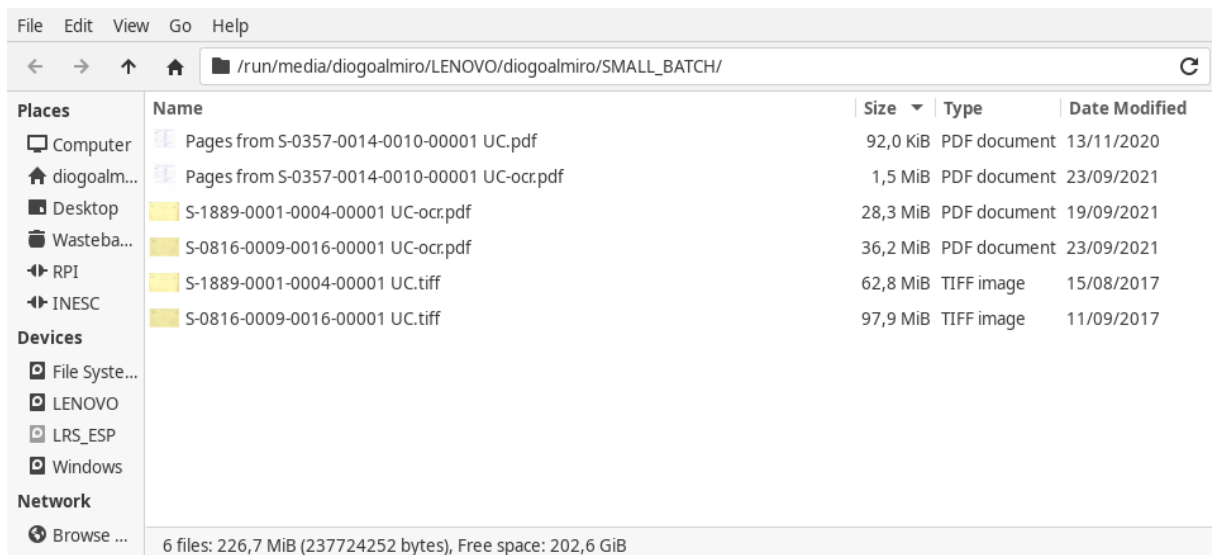 File Edit View Go Help
/run/media/diogoalmiro/LENOVO/diogoalmiro/SMALL_BATCH/
Places
Computer
diogoalm...
Desktop
Wasteba...
RPI
INESC
Devices
File Syste...
LENOVO
LRS_ESP
Windows
Network
Browse ...
Name Size Type Date Modified
Pages from S-0357-0014-0010-00001 UC.pdf 92,0 KiB PDF document 13/11/2020
Pages from S-0357-0014-0010-00001 UC-ocr.pdf 1,5 MiB PDF document 23/09/2021
S-1889-0001-0004-00001 UC-ocr.pdf 28,3 MiB PDF document 19/09/2021
S-0816-0009-0016-00001 UC-ocr.pdf 36,2 MiB PDF document 23/09/2021
S-1889-0001-0004-00001 UC.tiff 62,8 MiB TIFF image 15/08/2017
S-0816-0009-0016-00001 UC.tiff 97,9 MiB TIFF image 11/09/2017
6 files: 226,7 MiB (237724252 bytes), Free space: 202,6 GiB